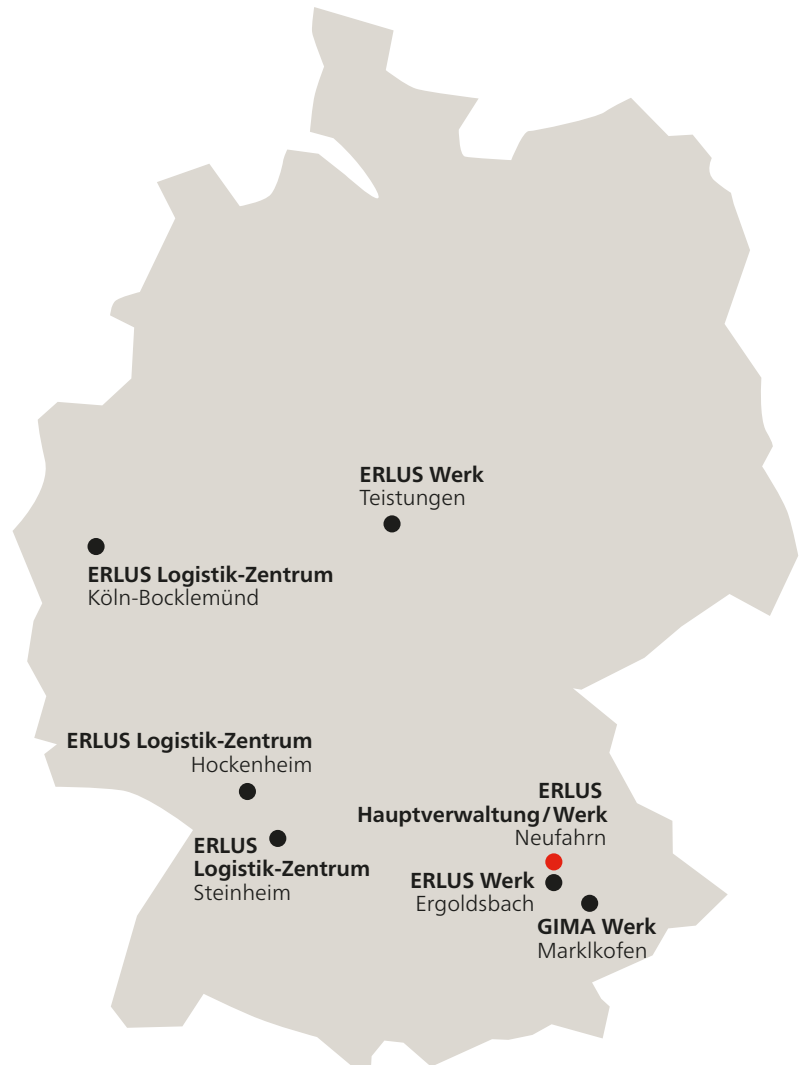 ERLUS Werk
Teistungen
ERLUS Logistik-Zentrum
Köln-Bocklemünd
ERLUS Logistik-Zentrum
Hockenheim
ERLUS
Logistik-Zentrum
Steinheim
ERLUS
Hauptverwaltung/Werk
Neufahrn
ERLUS Werk
Ergoldsbach
GIMA Werk
Marklkofen